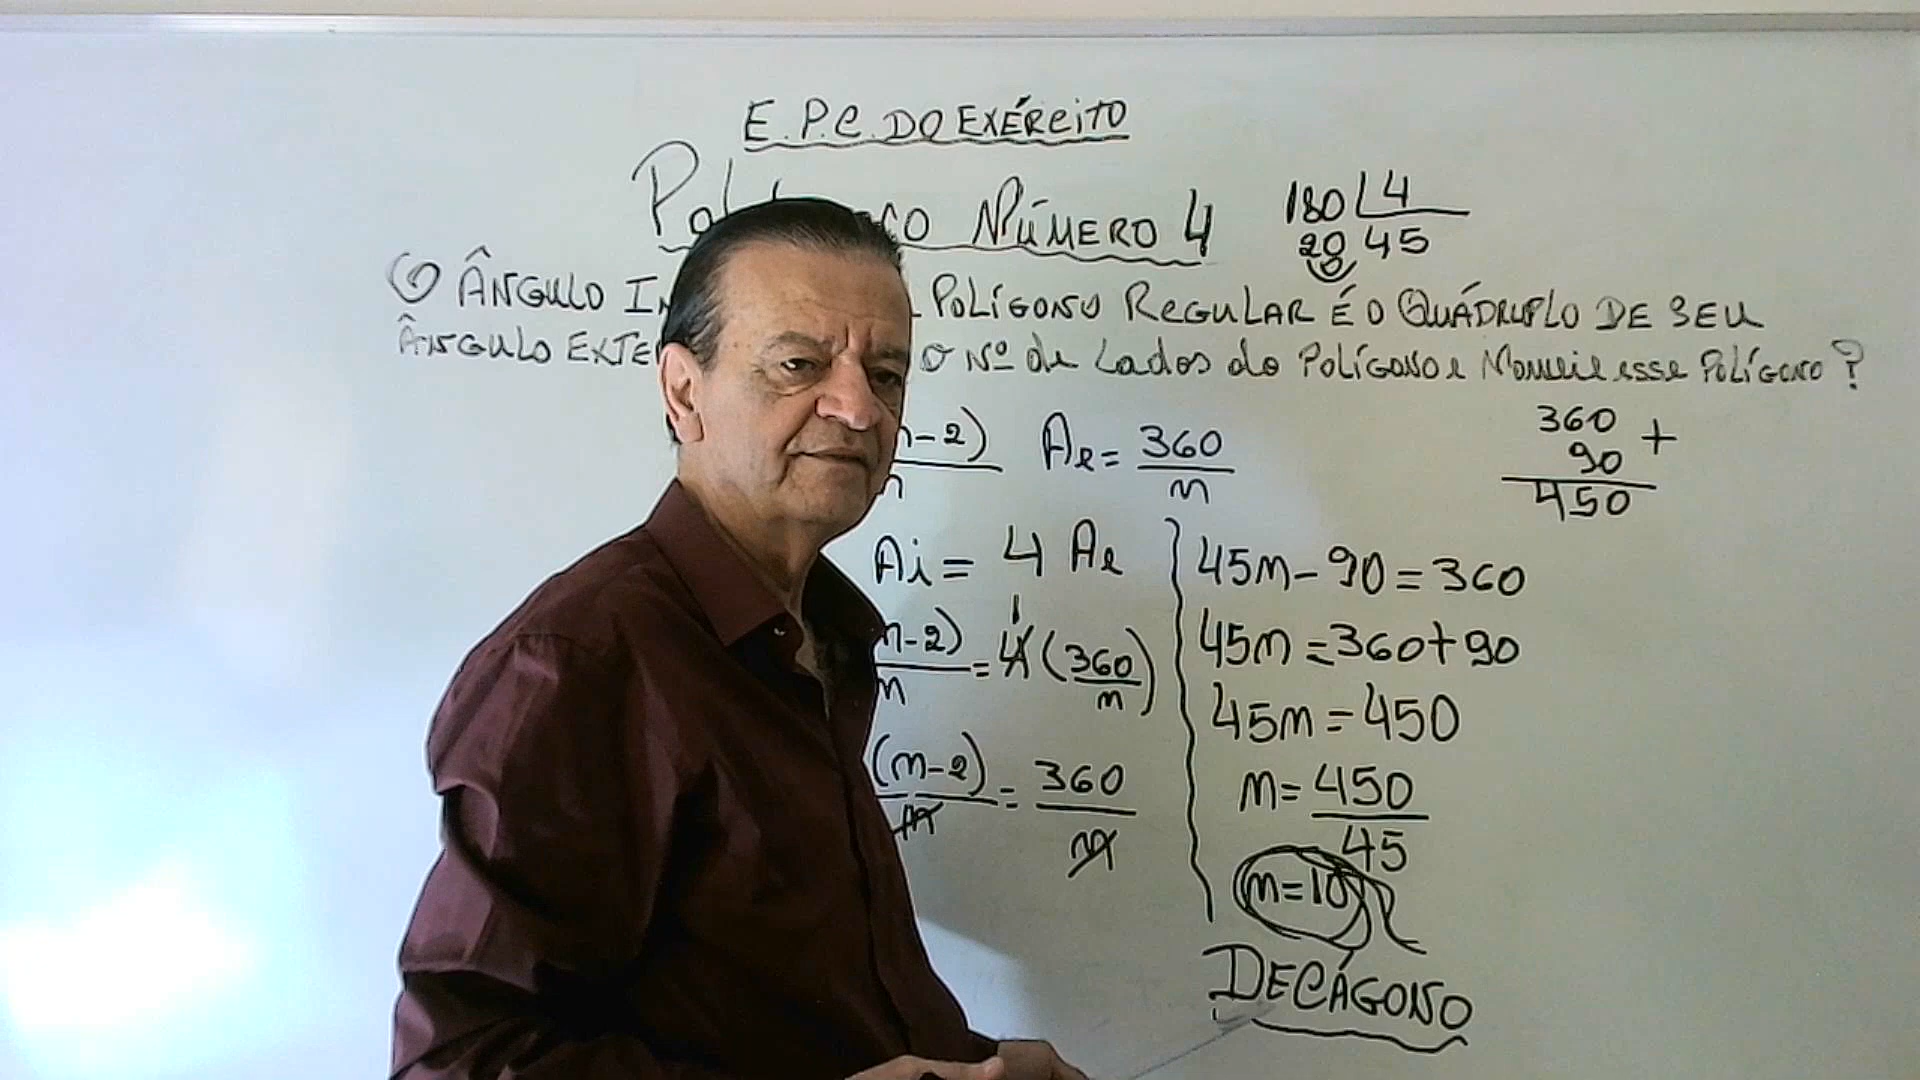 E.P.C. DO EXÉRCITO
NÚMERO 4
180 4
20 45
O ÂNGULO POLÍGONO REGULAR É O QUÁDRUPLO DE SEU
ÂNGULO O Nº de Lados do POLÍGONO e Nomeie esse POLÍGONO?
n-2) Ae = 360
n n
360 +
90
450
Ai = 4 Ae
n-2) = 4 (360)
n n
(n-2) = 360
n n
45n - 90 = 360
45n = 360 + 90
45n = 450
n = 450
45
n = 10
DECÁGONO